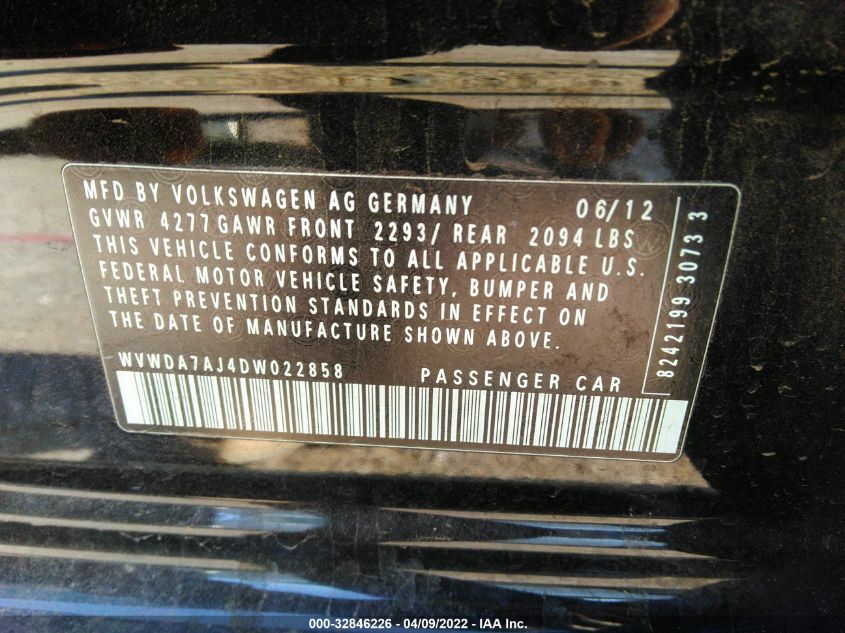 MFD BY VOLKSWAGEN AG GERMANY 06/12
GVWR 4277 GAWR FRONT 2293/ REAR 2094 LBS
THIS VEHICLE CONFORMS TO ALL APPLICABLE U.S.
FEDERAL MOTOR VEHICLE SAFETY, BUMPER AND
THEFT PREVENTION STANDARDS IN EFFECT ON
THE DATE OF MANUFACTURE SHOWN ABOVE.
WVWDA7AJ4DW022858 PASSENGER CAR
8242199 30733
000-32846226 - 04/09/2022 - IAA Inc.